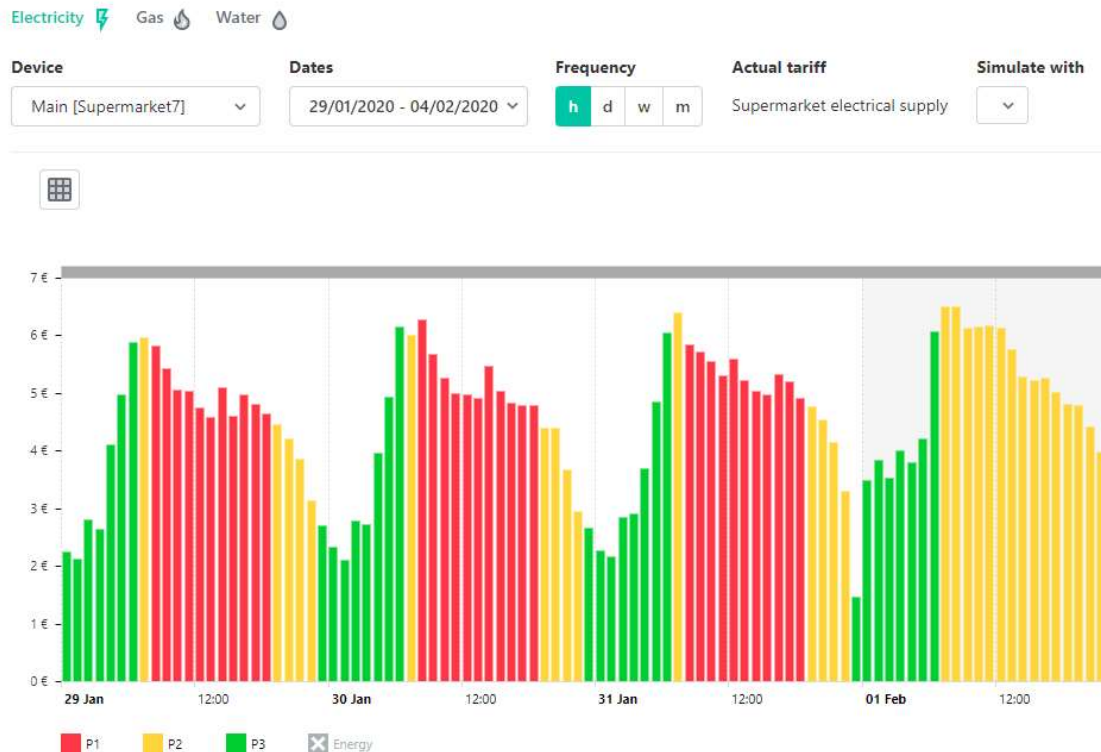 Electricity Gas Water
Device Dates Frequency Actual tariff Simulate with
Main [Supermarket7] 29/01/2020 - 04/02/2020 h d w m Supermarket electrical supply
7 €
6 €
5 €
4 €
3 €
2 €
1 €
0 €
29 Jan 12:00 30 Jan 12:00 31 Jan 12:00 01 Feb 12:00
P1 P2 P3 Energy